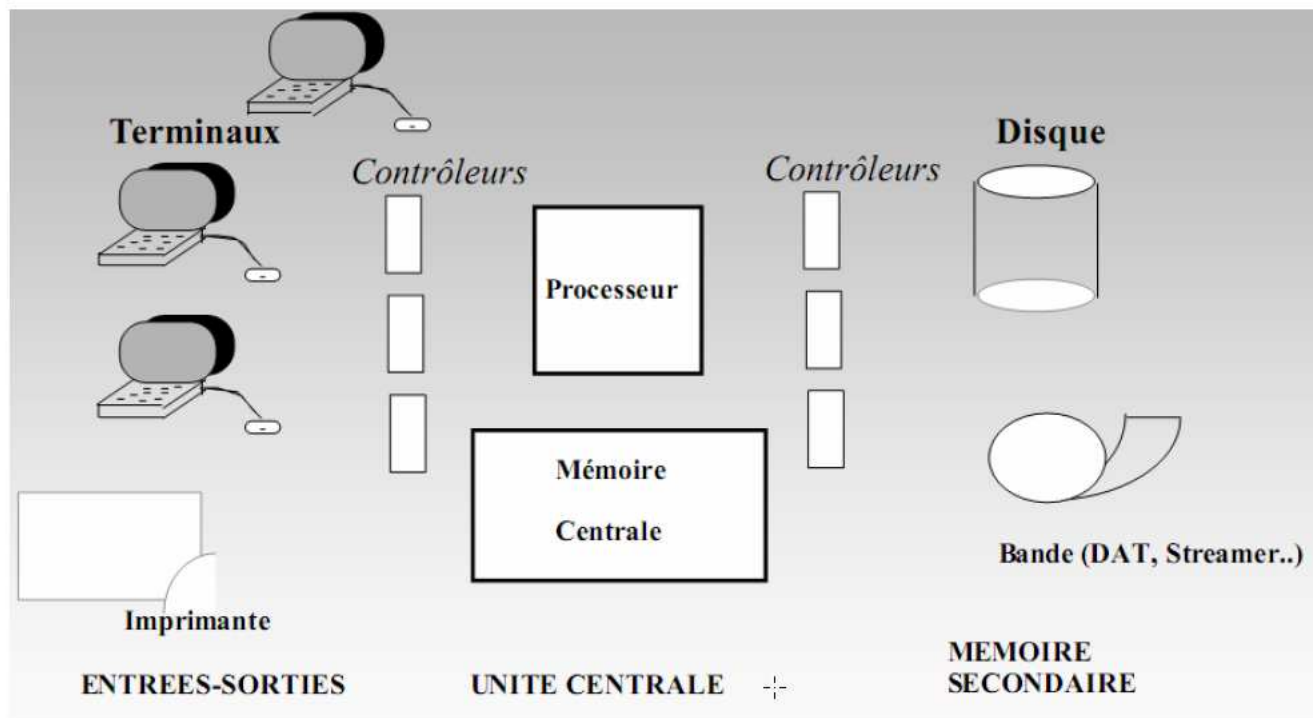 Terminaux
Disque
Contrôleurs
Contrôleurs
Processeur
Mémoire
Centrale
Bande (DAT, Streamer..)
Imprimante
ENTREES-SORTIES
UNITE CENTRALE
MEMOIRE
SECONDAIRE